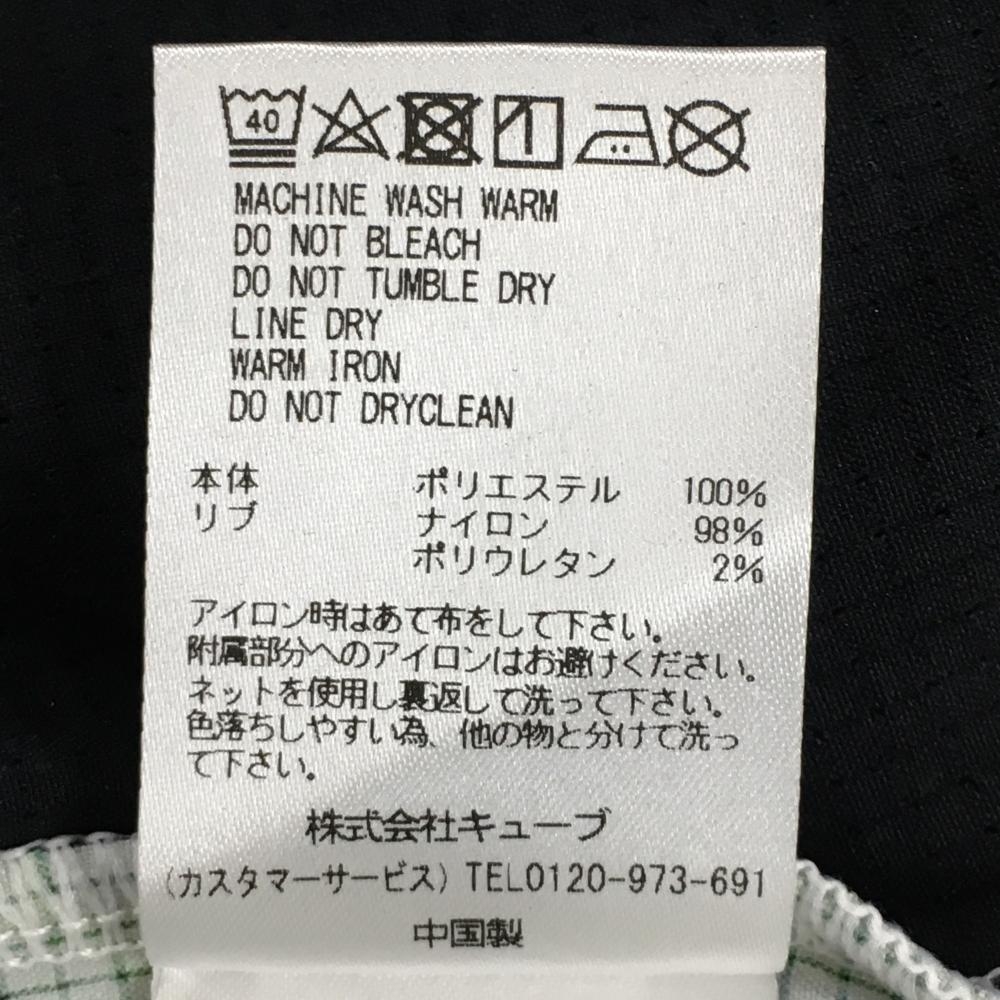 40
MACHINE WASH WARM
DO NOT BLEACH
DO NOT TUMBLE DRY
LINE DRY
WARM IRON
DO NOT DRYCLEAN
本体 ポリエステル 100%
リブ ナイロン 98%
ポリウレタン 2%
アイロン時はあて布をして下さい。
附属部分へのアイロンはお避けください。
ネットを使用し裏返して洗って下さい。
色落ちしやすい為、他の物と分けて洗っ
て下さい。
株式会社キューブ
(カスタマーサービス) TEL0120-973-691
中国製